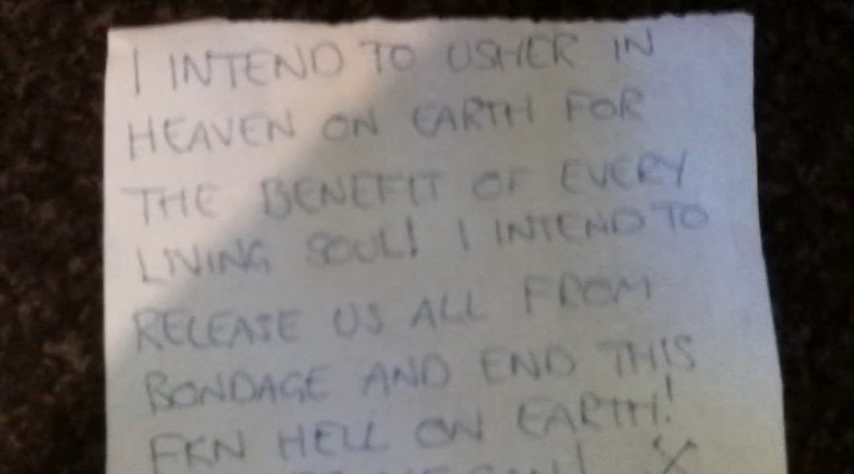 I INTEND TO USHER IN
HEAVEN ON EARTH FOR
THE BENEFIT OF EVERY
LIVING SOUL! I INTEND TO
RELEASE US ALL FROM
BONDAGE AND END THIS
FKN HELL ON EARTH!